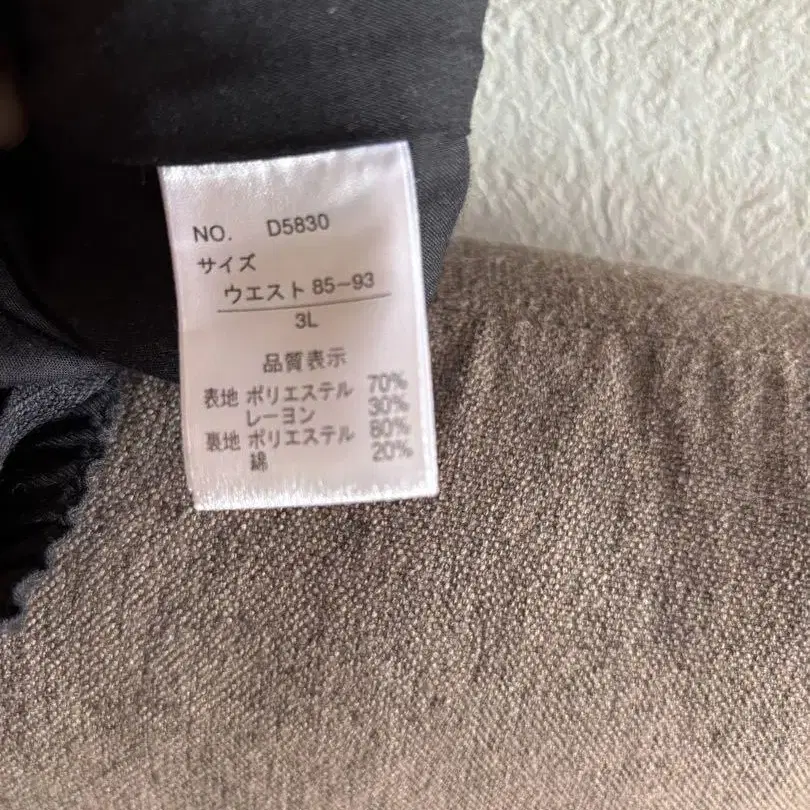 NO. D5830
サイズ
ウエスト 85-93
3L
品質表示
表地 ポリエステル 70%
レーヨン 30%
裏地 ポリエステル 80%
綿 20%